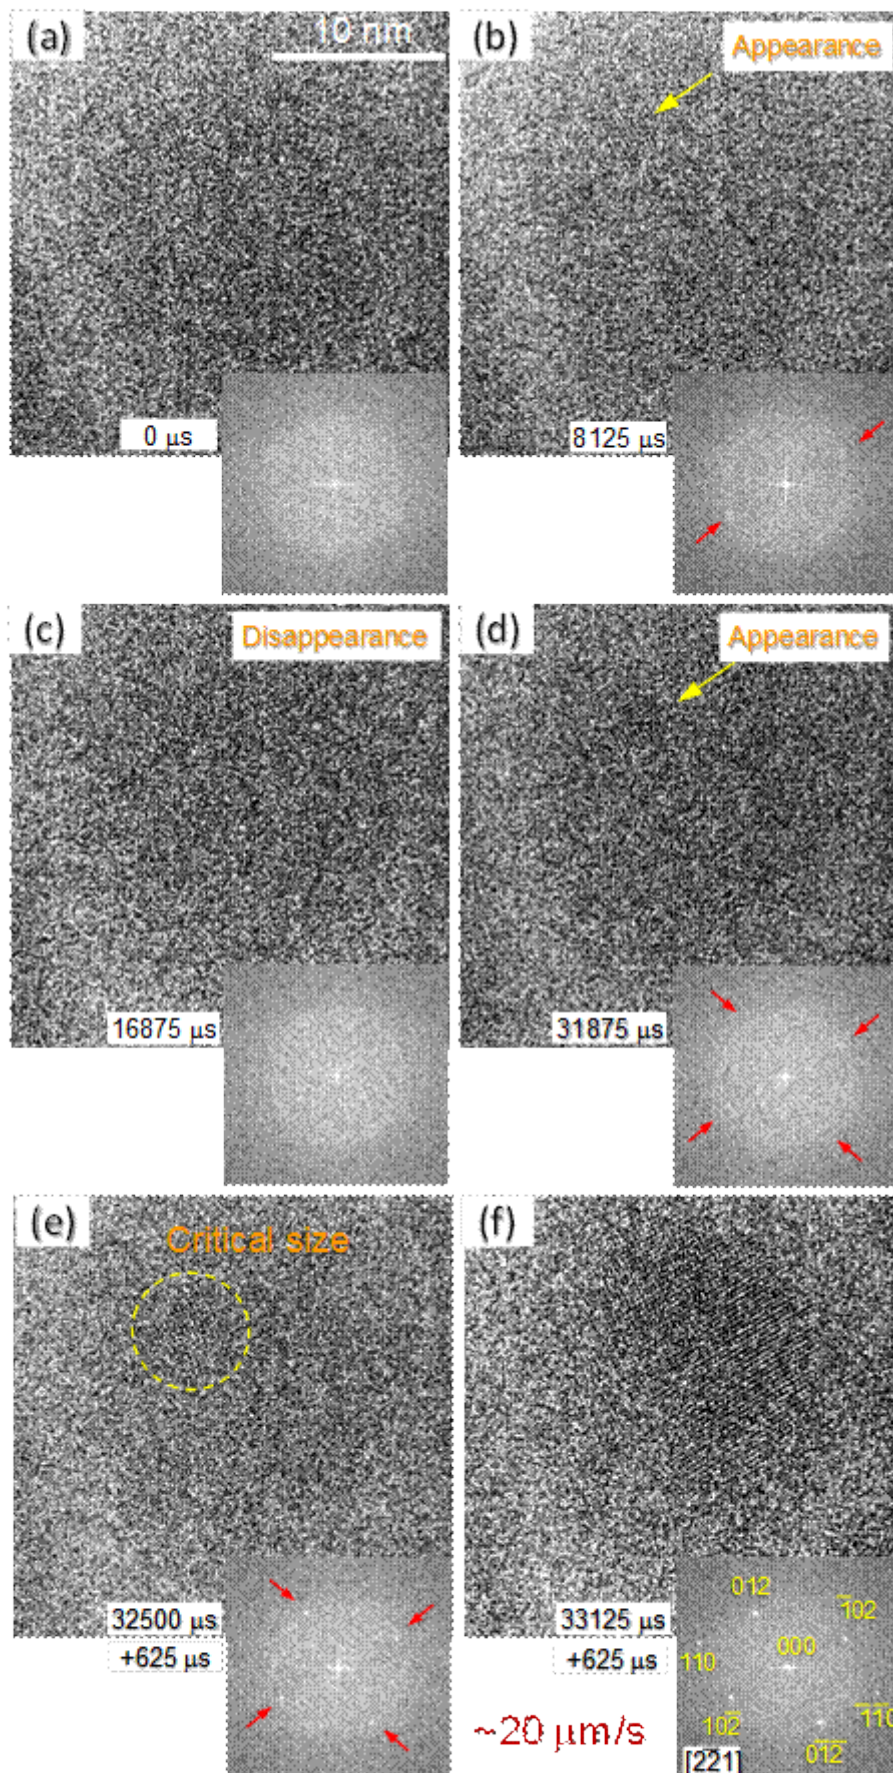 (a)
10 nm
0 μs
(b)
Appearance
8125 μs
(c)
Disappearance
16875 μs
(d)
Appearance
31875 μs
(e)
Critical size
32500 μs
+625 μs
(f)
33125 μs
+625 μs
~20 μm/s
012
1̅02
000
110
1̅1̅0
102̅
01̅2̅
[221]